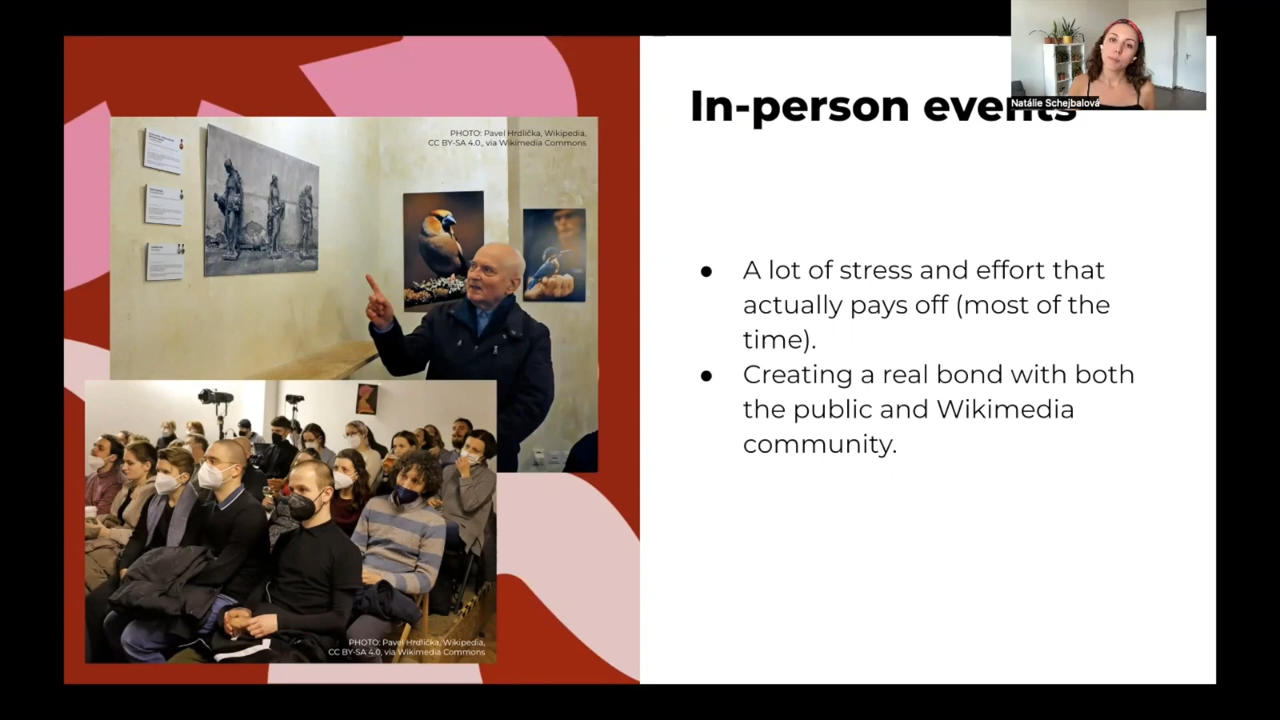 PHOTO: Pavel Hrdlička, Wikipedia,
CC BY-SA 4.0,, via Wikimedia Commons
In-person events
Natálie Schejbalová
● A lot of stress and effort that
actually pays off (most of the
time).
● Creating a real bond with both
the public and Wikimedia
community.
PHOTO: Pavel Hrdlička, Wikipedia,
CC BY-SA 4.0, via Wikimedia Commons